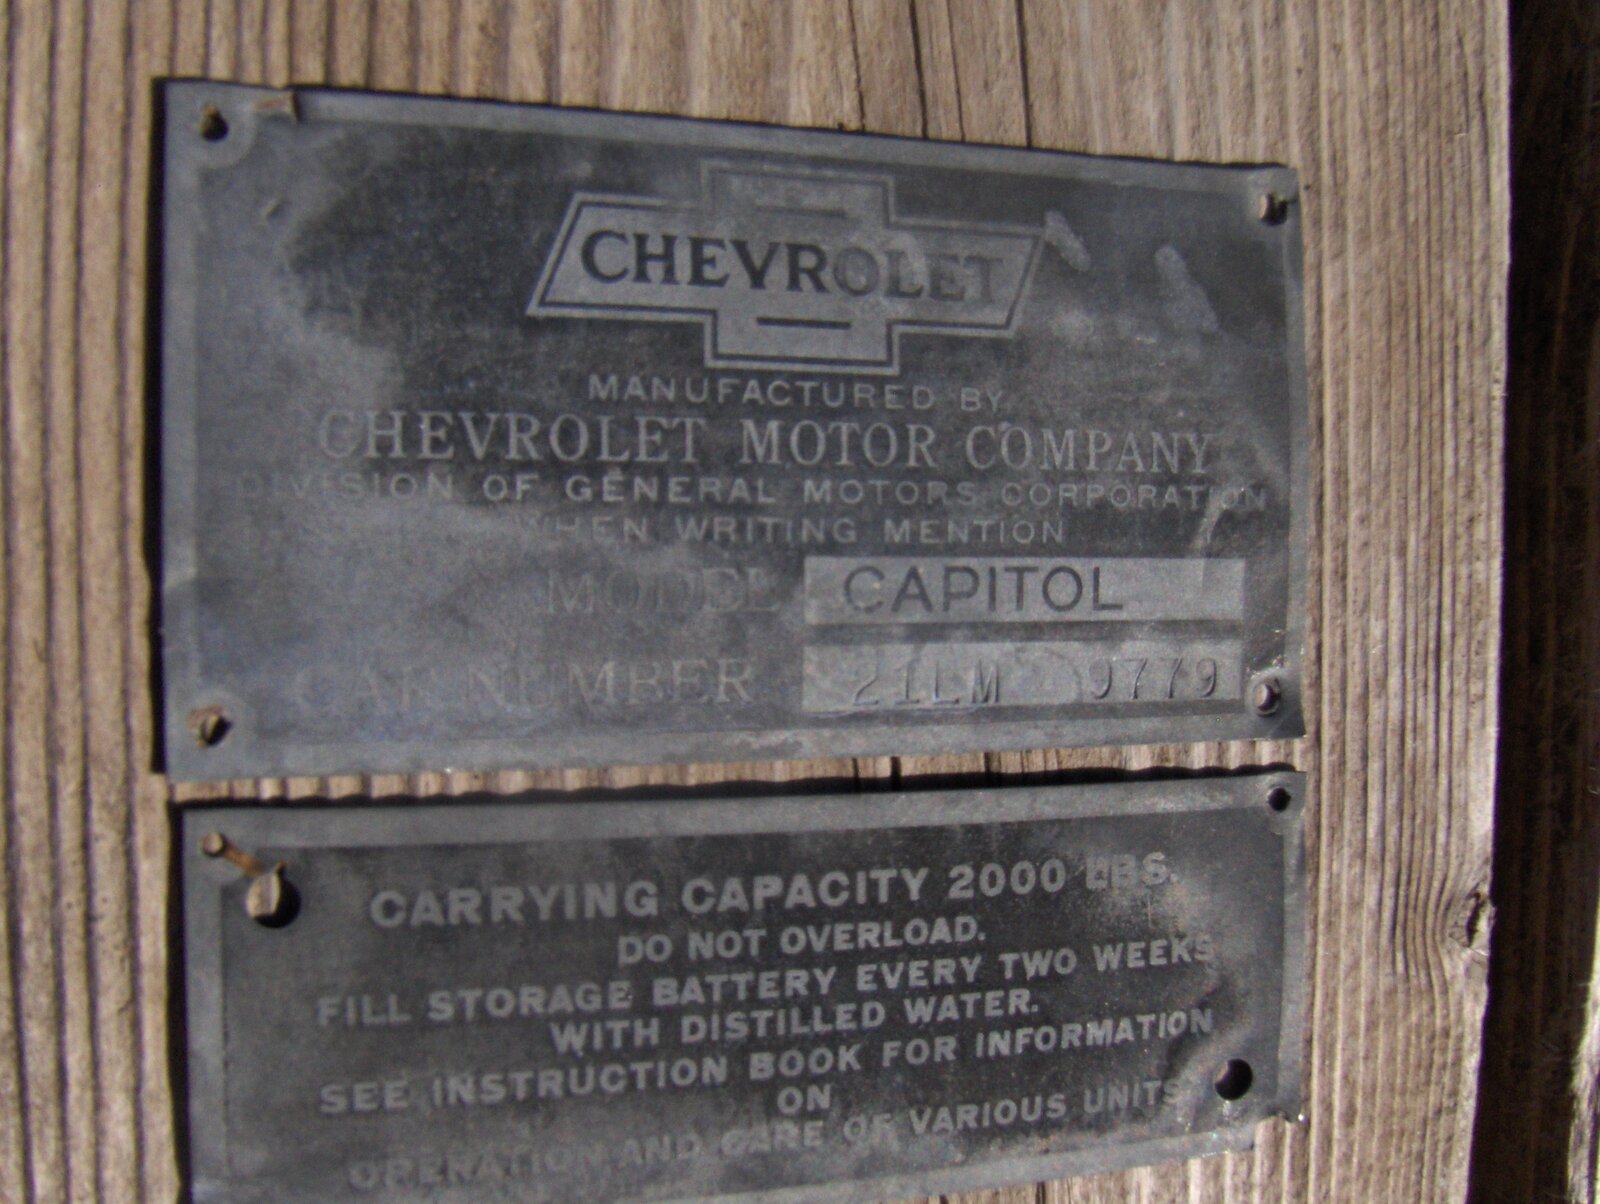 CHEVROLET
MANUFACTURED BY
CHEVROLET MOTOR COMPANY
DIVISION OF GENERAL MOTORS CORPORATION
WHEN WRITING MENTION
MODEL CAPITOL
CAR NUMBER 21LM 9779
CARRYING CAPACITY 2000 LBS.
DO NOT OVERLOAD.
FILL STORAGE BATTERY EVERY TWO WEEKS
WITH DISTILLED WATER.
SEE INSTRUCTION BOOK FOR INFORMATION
ON
OPERATION AND CARE OF VARIOUS UNITS